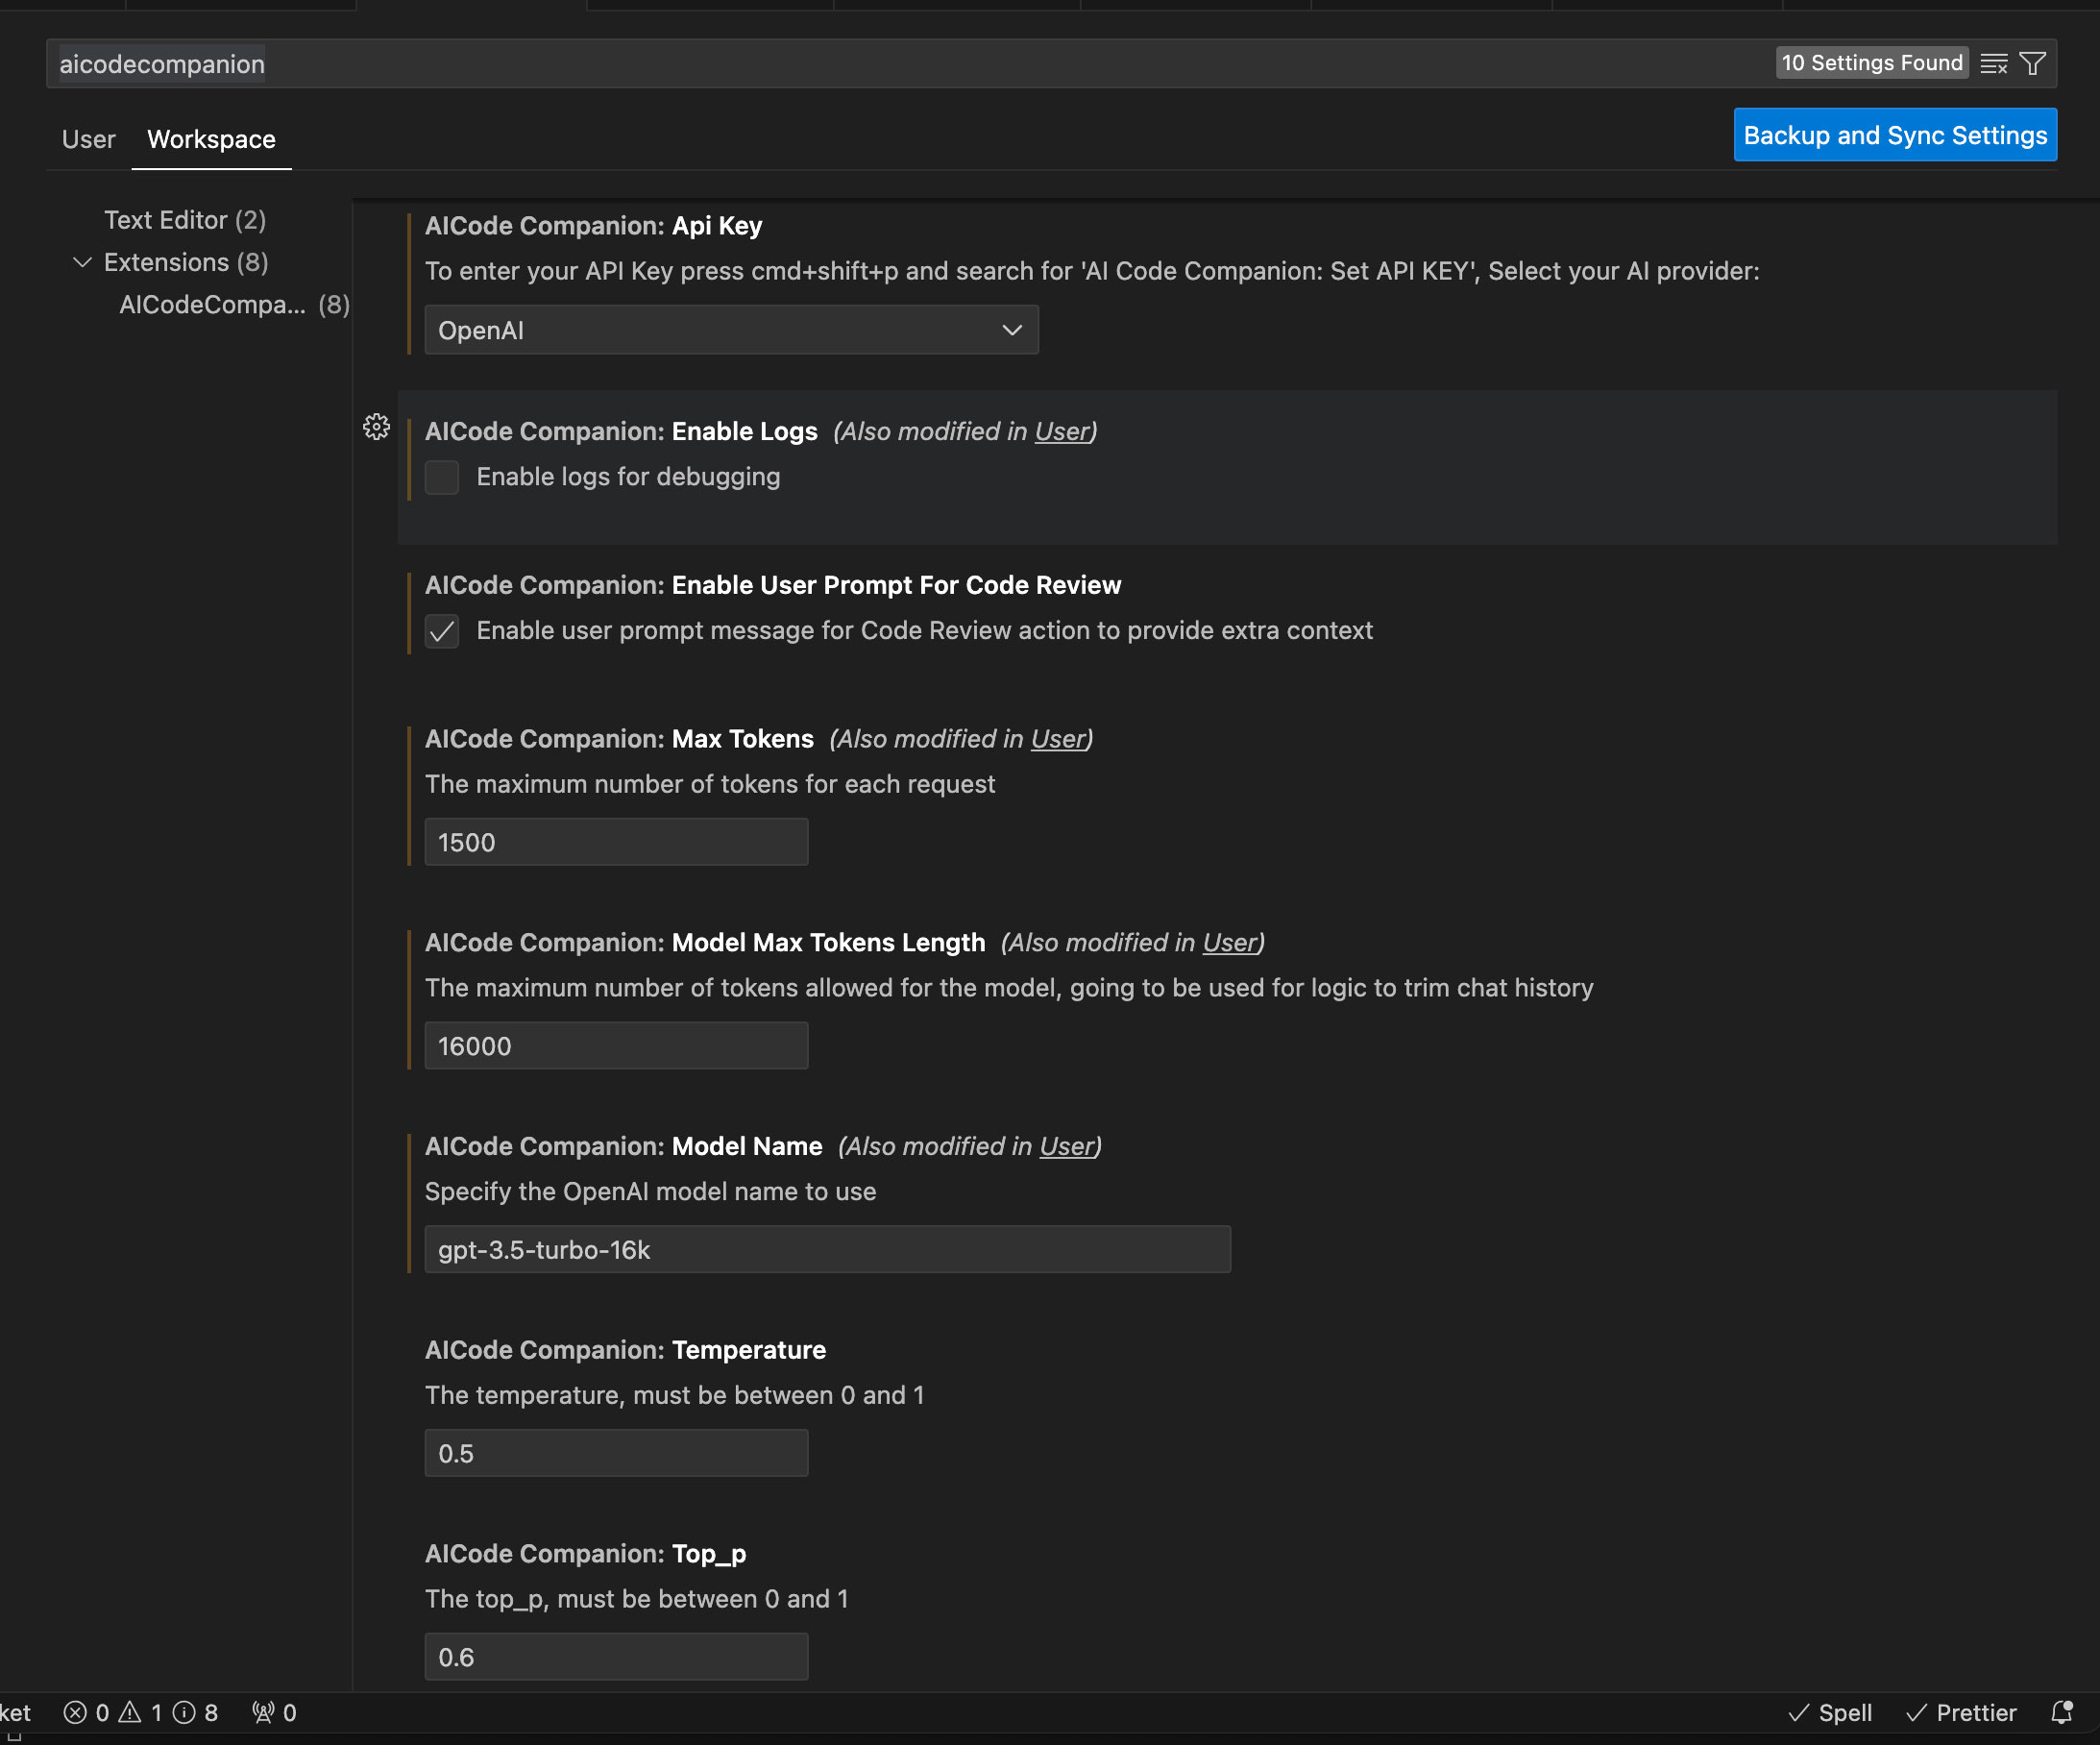 aicodecompanion
10 Settings Found
User Workspace
Backup and Sync Settings
Text Editor (2)
Extensions (8)
AICodeCompa... (8)
AICode Companion: Api Key
To enter your API Key press cmd+shift+p and search for 'AI Code Companion: Set API KEY', Select your AI provider:
OpenAI
AICode Companion: Enable Logs (Also modified in User)
Enable logs for debugging
AICode Companion: Enable User Prompt For Code Review
Enable user prompt message for Code Review action to provide extra context
AICode Companion: Max Tokens (Also modified in User)
The maximum number of tokens for each request
1500
AICode Companion: Model Max Tokens Length (Also modified in User)
The maximum number of tokens allowed for the model, going to be used for logic to trim chat history
16000
AICode Companion: Model Name (Also modified in User)
Specify the OpenAI model name to use
gpt-3.5-turbo-16k
AICode Companion: Temperature
The temperature, must be between 0 and 1
0.5
AICode Companion: Top_p
The top_p, must be between 0 and 1
0.6
ket 0 1 8 0 Spell Prettier